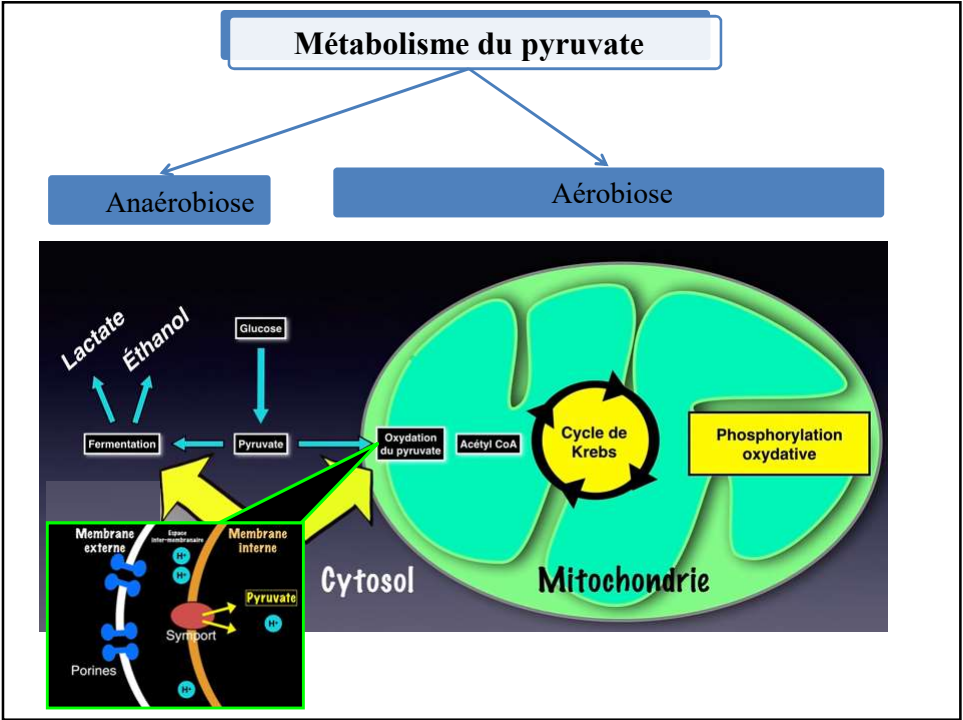 Métabolisme du pyruvate
Anaérobiose
Aérobiose
Lactate
Éthanol
Glucose
Fermentation
Pyruvate
Oxydation
du pyruvate
Acétyl CoA
Cycle de
Krebs
Phosphorylation
oxydative
Cytosol
Mitochondrie
Membrane
externe
Espace
inter-membranaire
Membrane
interne
H+
H+
Pyruvate
H+
Symport
Porines
H+